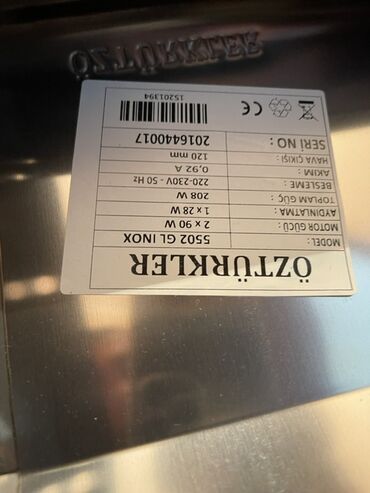 ÖZTÜRKLER
MODEL: 5502 GL INOX
MOTOR GÜCÜ : 2 x 90 W
AYDINLATMA : 1 x 28 W
TOPLAM GÜÇ : 208 W
BESLEME : 220-230V - 50 Hz
AKIMI : 0,92 A
HAVA ÇIKIŞI : 120 mm
SERİ NO : 2016440017
CE
15201394
ÖZTÜRKLER